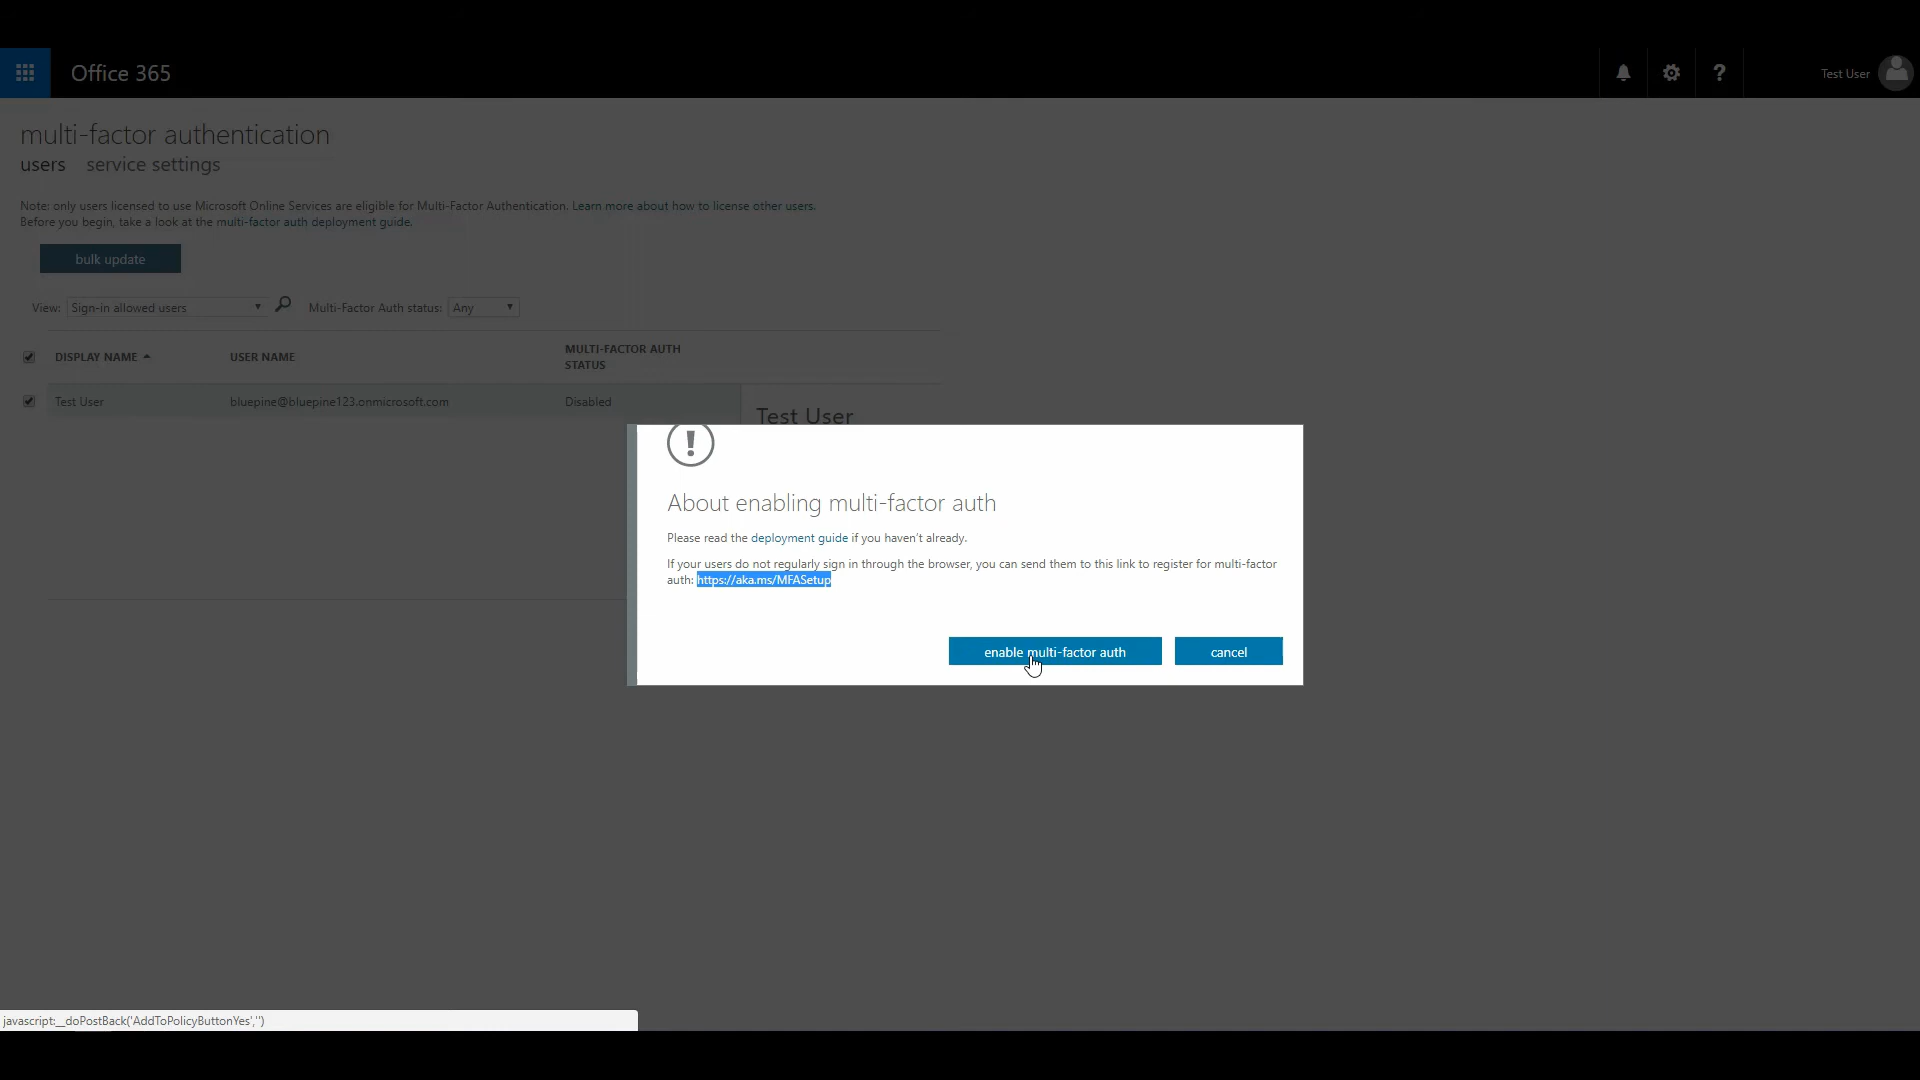 Office 365
?
Test User
multi-factor authentication
users service settings
Note: only users licensed to use Microsoft Online Services are eligible for Multi-Factor Authentication. Learn more about how to license other users.
Before you begin, take a look at the multi-factor auth deployment guide.
bulk update
View: Sign-in allowed users Multi-Factor Auth status: Any
DISPLAY NAME USER NAME MULTI-FACTOR AUTH
STATUS
Test User bluepine@bluepine123.onmicrosoft.com Disabled
Test User
!
About enabling multi-factor auth
Please read the deployment guide if you haven't already.
If your users do not regularly sign in through the browser, you can send them to this link to register for multi-factor
auth: https://aka.ms/MFASetup
enable multi-factor auth cancel
javascript:__doPostBack('AddToPolicyButtonYes','')